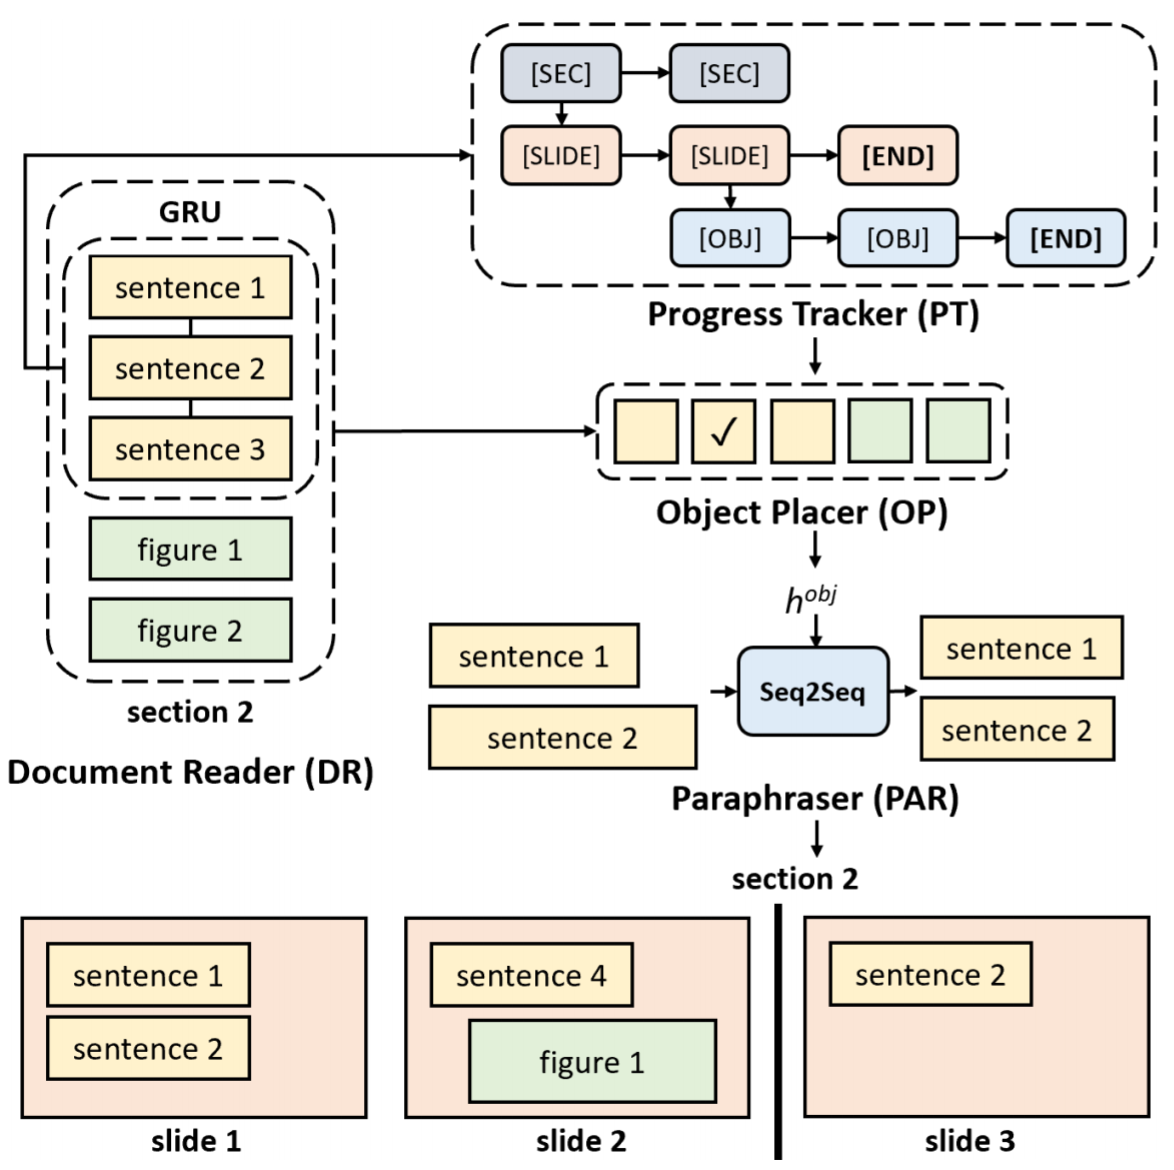 [SEC]
[SEC]
[SLIDE]
[SLIDE]
[END]
[OBJ]
[OBJ]
[END]
Progress Tracker (PT)
GRU
sentence 1
sentence 2
sentence 3
figure 1
figure 2
section 2
Document Reader (DR)
✓
Object Placer (OP)
h^obj
sentence 1
sentence 2
Seq2Seq
sentence 1
sentence 2
Paraphraser (PAR)
section 2
sentence 1
sentence 2
slide 1
sentence 4
figure 1
slide 2
sentence 2
slide 3